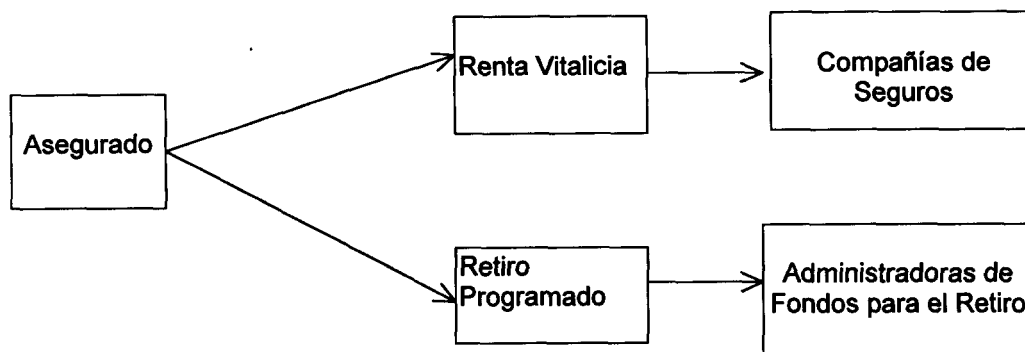 Asegurado
Renta Vitalicia
Compañías de
Seguros
Retiro
Programado
Administradoras de
Fondos para el Retiro